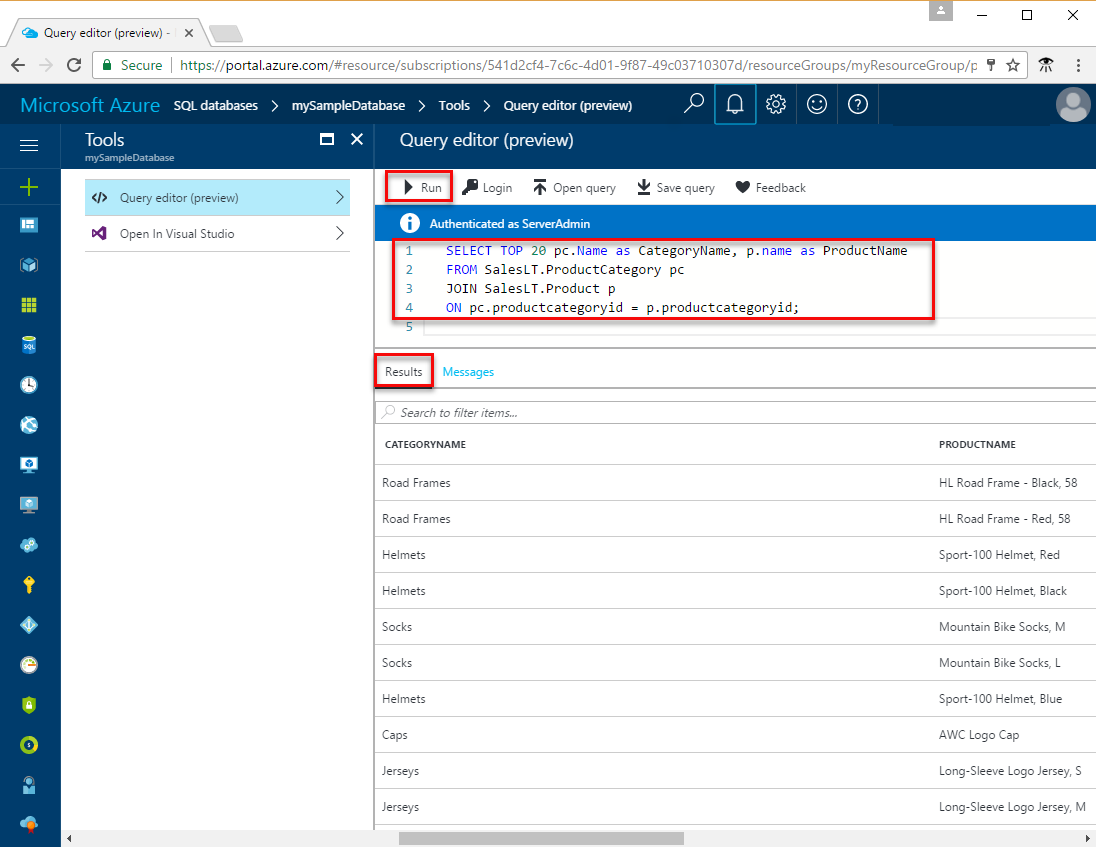 Query editor (preview) -
Secure https://portal.azure.com/#resource/subscriptions/541d2cf4-7c6c-4d01-9f87-49c03710307d/resourceGroups/myResourceGroup/p
Microsoft Azure SQL databases > mySampleDatabase > Tools > Query editor (preview)
Tools
mySampleDatabase
Query editor (preview)
Open In Visual Studio
SQL
Query editor (preview)
Run Login Open query Save query Feedback
Authenticated as ServerAdmin
1 SELECT TOP 20 pc.Name as CategoryName, p.name as ProductName
2 FROM SalesLT.ProductCategory pc
3 JOIN SalesLT.Product p
4 ON pc.productcategoryid = p.productcategoryid;
5
Results Messages
Search to filter items...
CATEGORYNAME PRODUCTNAME
Road Frames HL Road Frame - Black, 58
Road Frames HL Road Frame - Red, 58
Helmets Sport-100 Helmet, Red
Helmets Sport-100 Helmet, Black
Socks Mountain Bike Socks, M
Socks Mountain Bike Socks, L
Helmets Sport-100 Helmet, Blue
Caps AWC Logo Cap
Jerseys Long-Sleeve Logo Jersey, S
Jerseys Long-Sleeve Logo Jersey, M